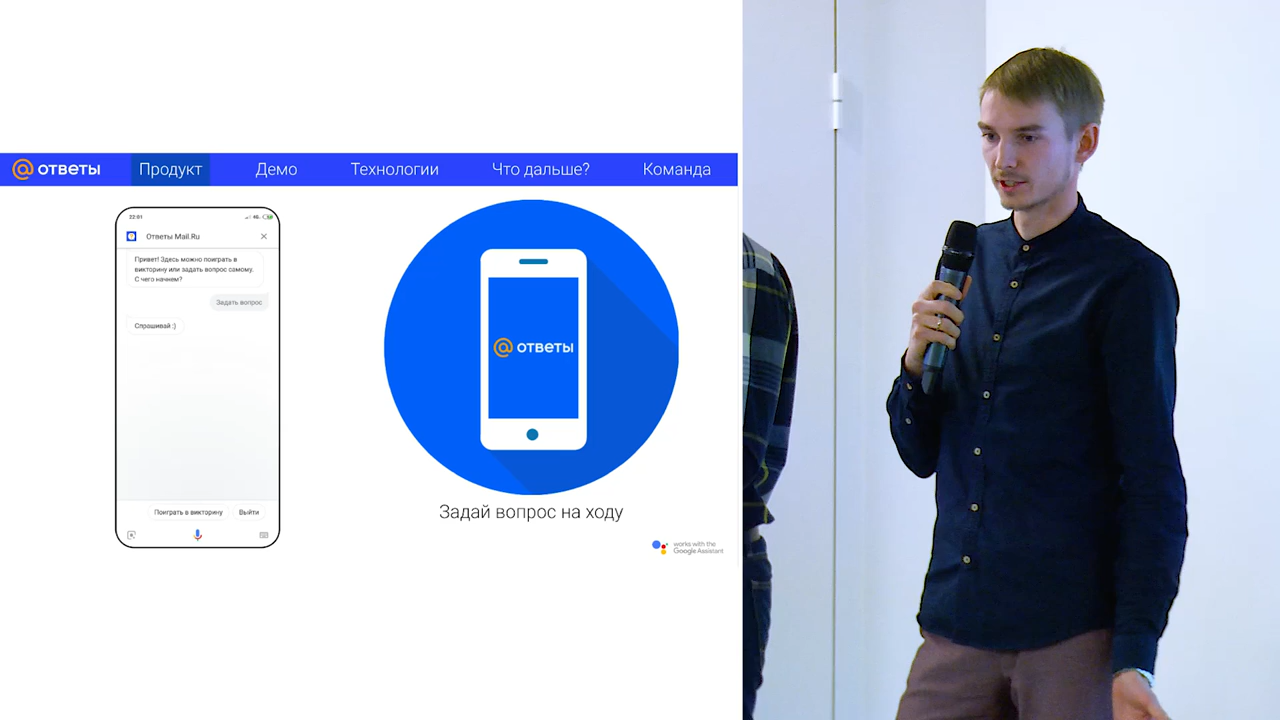 @ответы
Продукт
Демо
Технологии
Что дальше?
Команда
22:01
4G
Ответы Mail.Ru
Привет! Здесь можно поиграть в
викторину или задать вопрос самому.
С чего начнем?
Задать вопрос
Спрашивай :)
Поиграть в викторину
Выйти
@ответы
Задай вопрос на ходу
works with the
Google Assistant